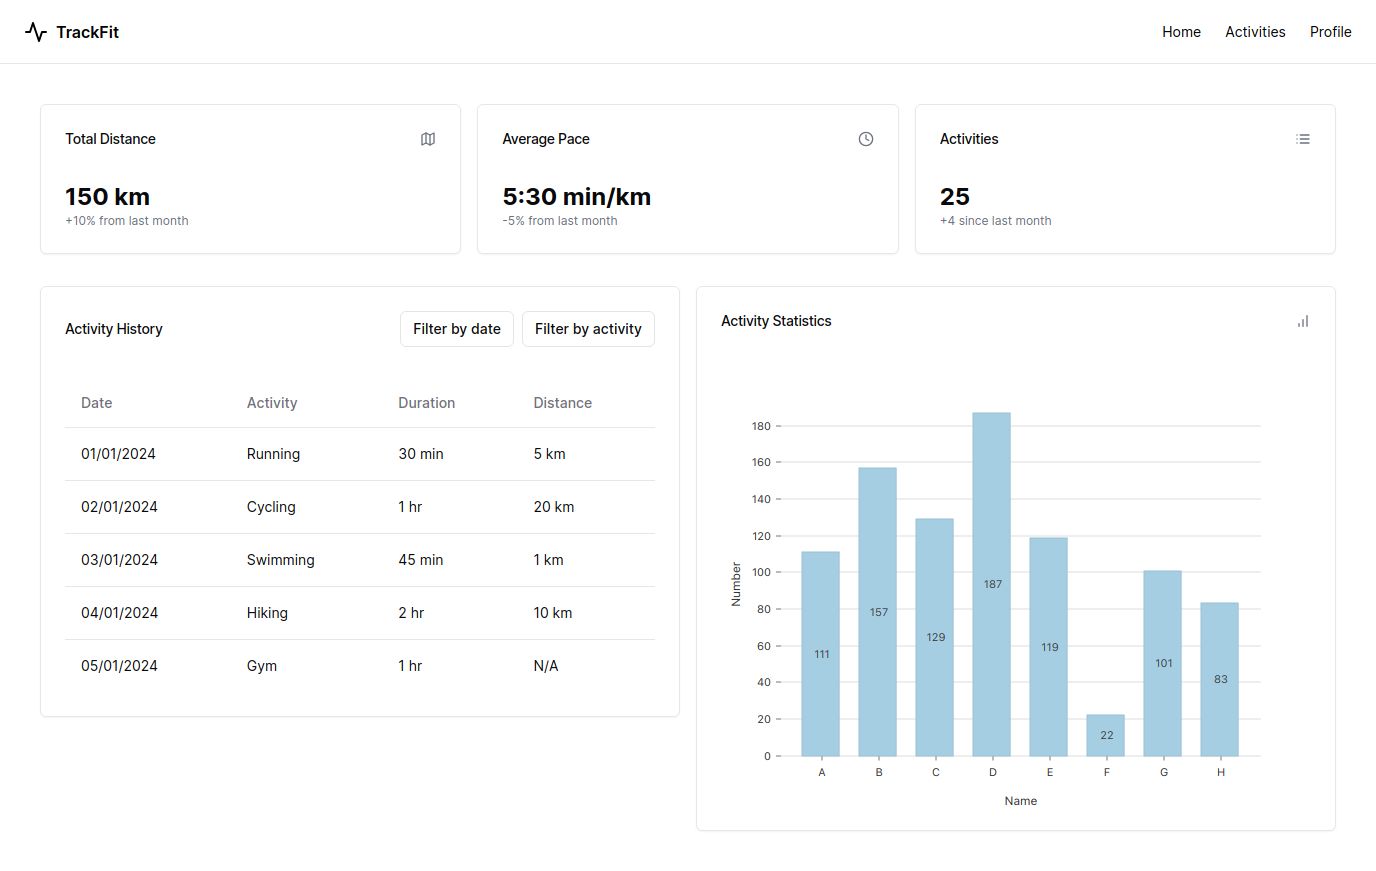 TrackFit
Home Activities Profile
Total Distance
150 km
+10% from last month
Average Pace
5:30 min/km
-5% from last month
Activities
25
+4 since last month
Activity History
Filter by date
Filter by activity
Date Activity Duration Distance
01/01/2024 Running 30 min 5 km
02/01/2024 Cycling 1 hr 20 km
03/01/2024 Swimming 45 min 1 km
04/01/2024 Hiking 2 hr 10 km
05/01/2024 Gym 1 hr N/A
Activity Statistics
Number
180
160
140
120
100
80
60
40
20
0
111
157
129
187
119
22
101
83
A B C D E F G H
Name